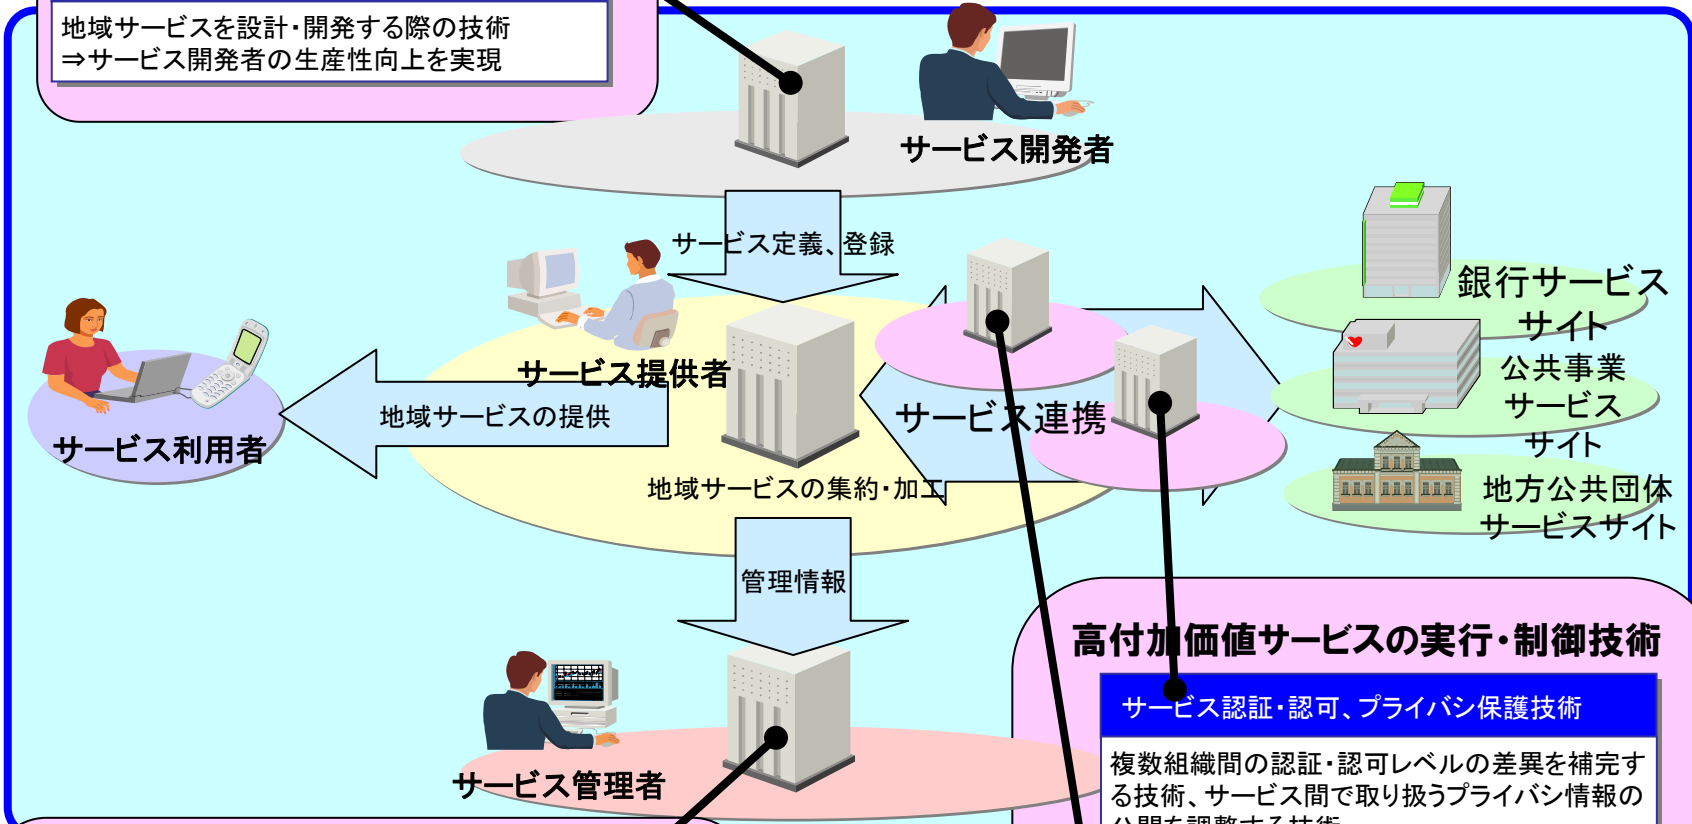 地域サービスを設計・開発する際の技術
⇒サービス開発者の生産性向上を実現
サービス開発者
サービス定義、登録
サービス提供者
銀行サービス
サイト
公共事業
サービス
サイト
地方公共団体
サービスサイト
サービス連携
地域サービスの提供
サービス利用者
地域サービスの集約・加工
管理情報
サービス管理者
高付加価値サービスの実行・制御技術
サービス認証・認可、プライバシ保護技術
複数組織間の認証・認可レベルの差異を補完す
る技術、サービス間で取り扱うプライバシ情報の
公開を調整する技術